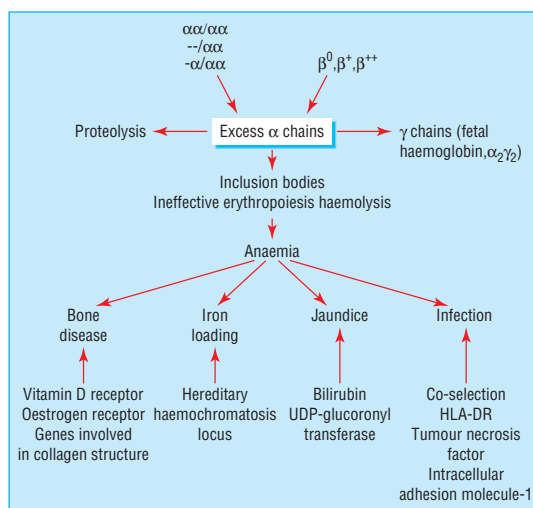 αα/αα
--/αα
-α/αα
β⁰,β⁺,β⁺⁺
Proteolysis
Excess α chains
γ chains (fetal
haemoglobin,α₂γ₂)
Inclusion bodies
Ineffective erythropoiesis haemolysis
Anaemia
Bone
disease
Iron
loading
Jaundice
Infection
Vitamin D receptor
Oestrogen receptor
Genes involved
in collagen structure
Hereditary
haemochromatosis
locus
Bilirubin
UDP-glucoronyl
transferase
Co-selection
HLA-DR
Tumour necrosis
factor
Intracellular
adhesion molecule-1